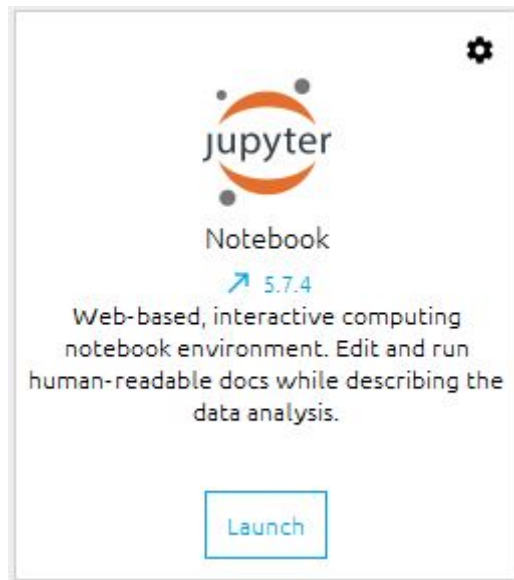 jupyter
Notebook
5.7.4
Web-based, interactive computing
notebook environment. Edit and run
human-readable docs while describing the
data analysis.
Launch